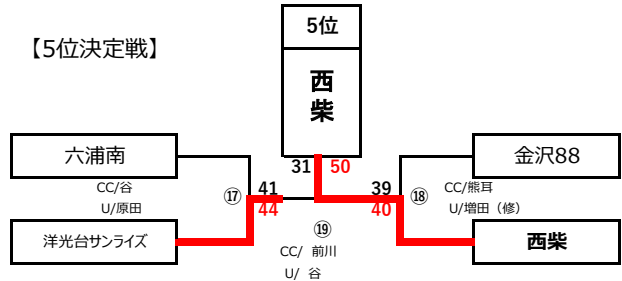 5位
【5位決定戦】
西
柴
六浦南
金沢88
31 50
CC/谷
U/原田
⑰
41
44
39
40
⑱
CC/熊耳
U/増田（修）
洋光台サンライズ
西柴
⑲
CC/ 前川
U/ 谷